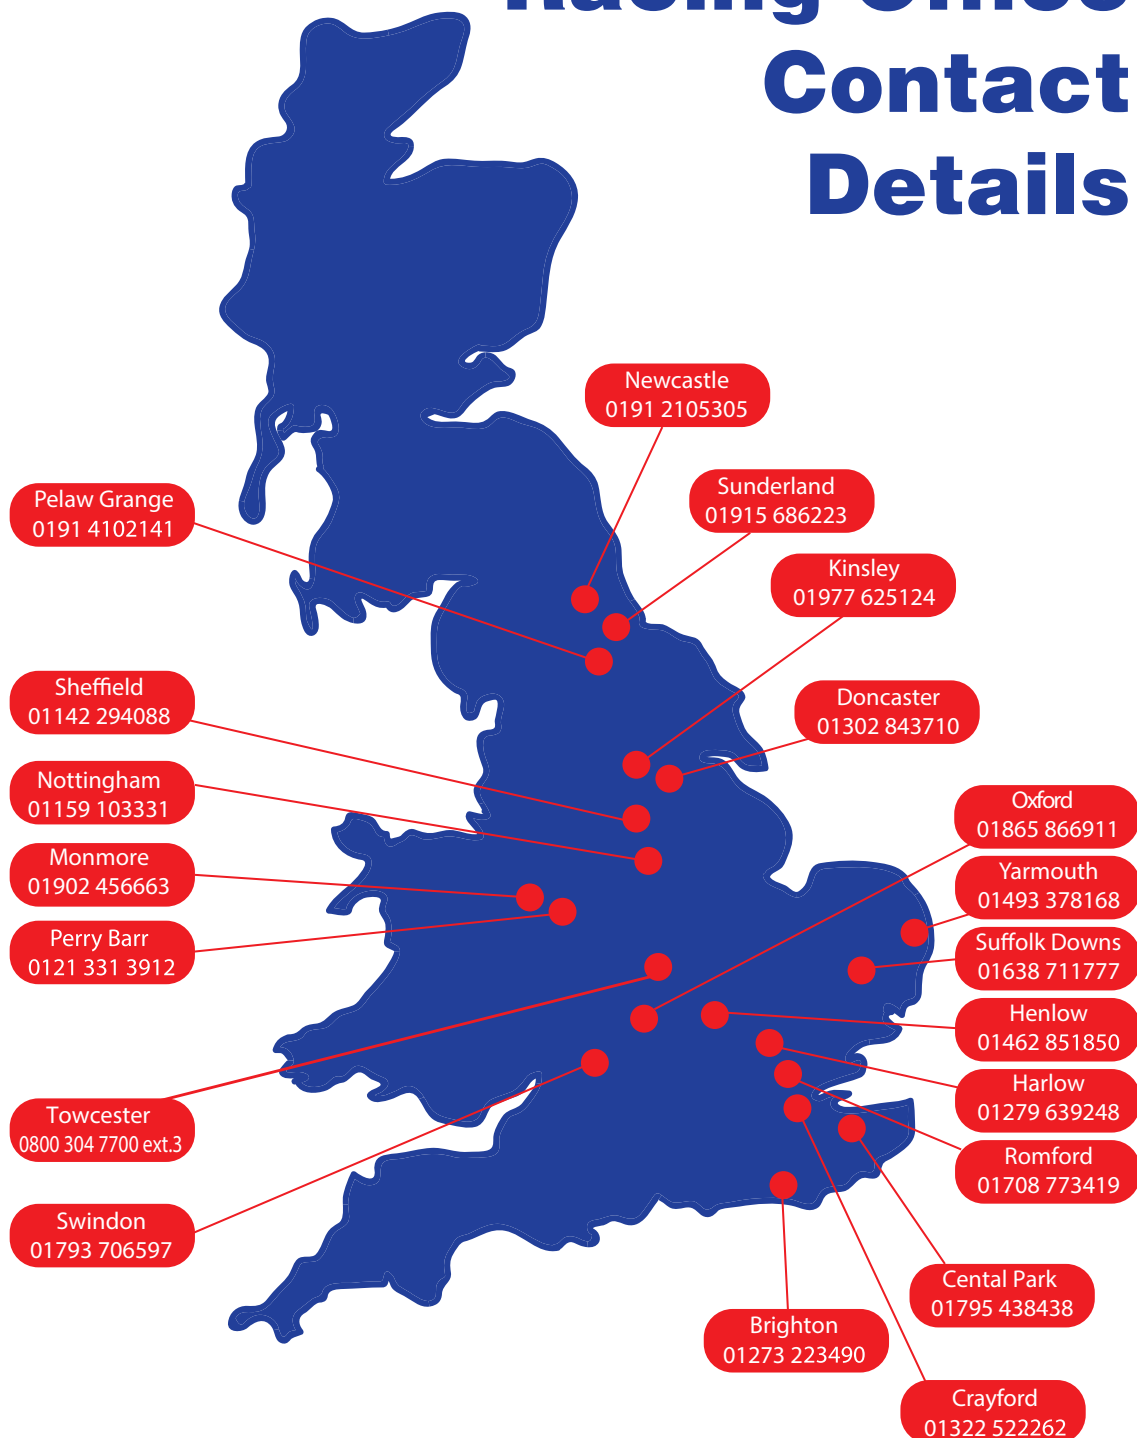 Racing Office
Contact
Details
Newcastle
0191 2105305
Sunderland
01915 686223
Pelaw Grange
0191 4102141
Kinsley
01977 625124
Sheffield
01142 294088
Doncaster
01302 843710
Nottingham
01159 103331
Oxford
01865 866911
Monmore
01902 456663
Yarmouth
01493 378168
Perry Barr
0121 331 3912
Suffolk Downs
01638 711777
Henlow
01462 851850
Harlow
01279 639248
Towcester
0800 304 7700 ext.3
Romford
01708 773419
Swindon
01793 706597
Cental Park
01795 438438
Brighton
01273 223490
Crayford
01322 522262